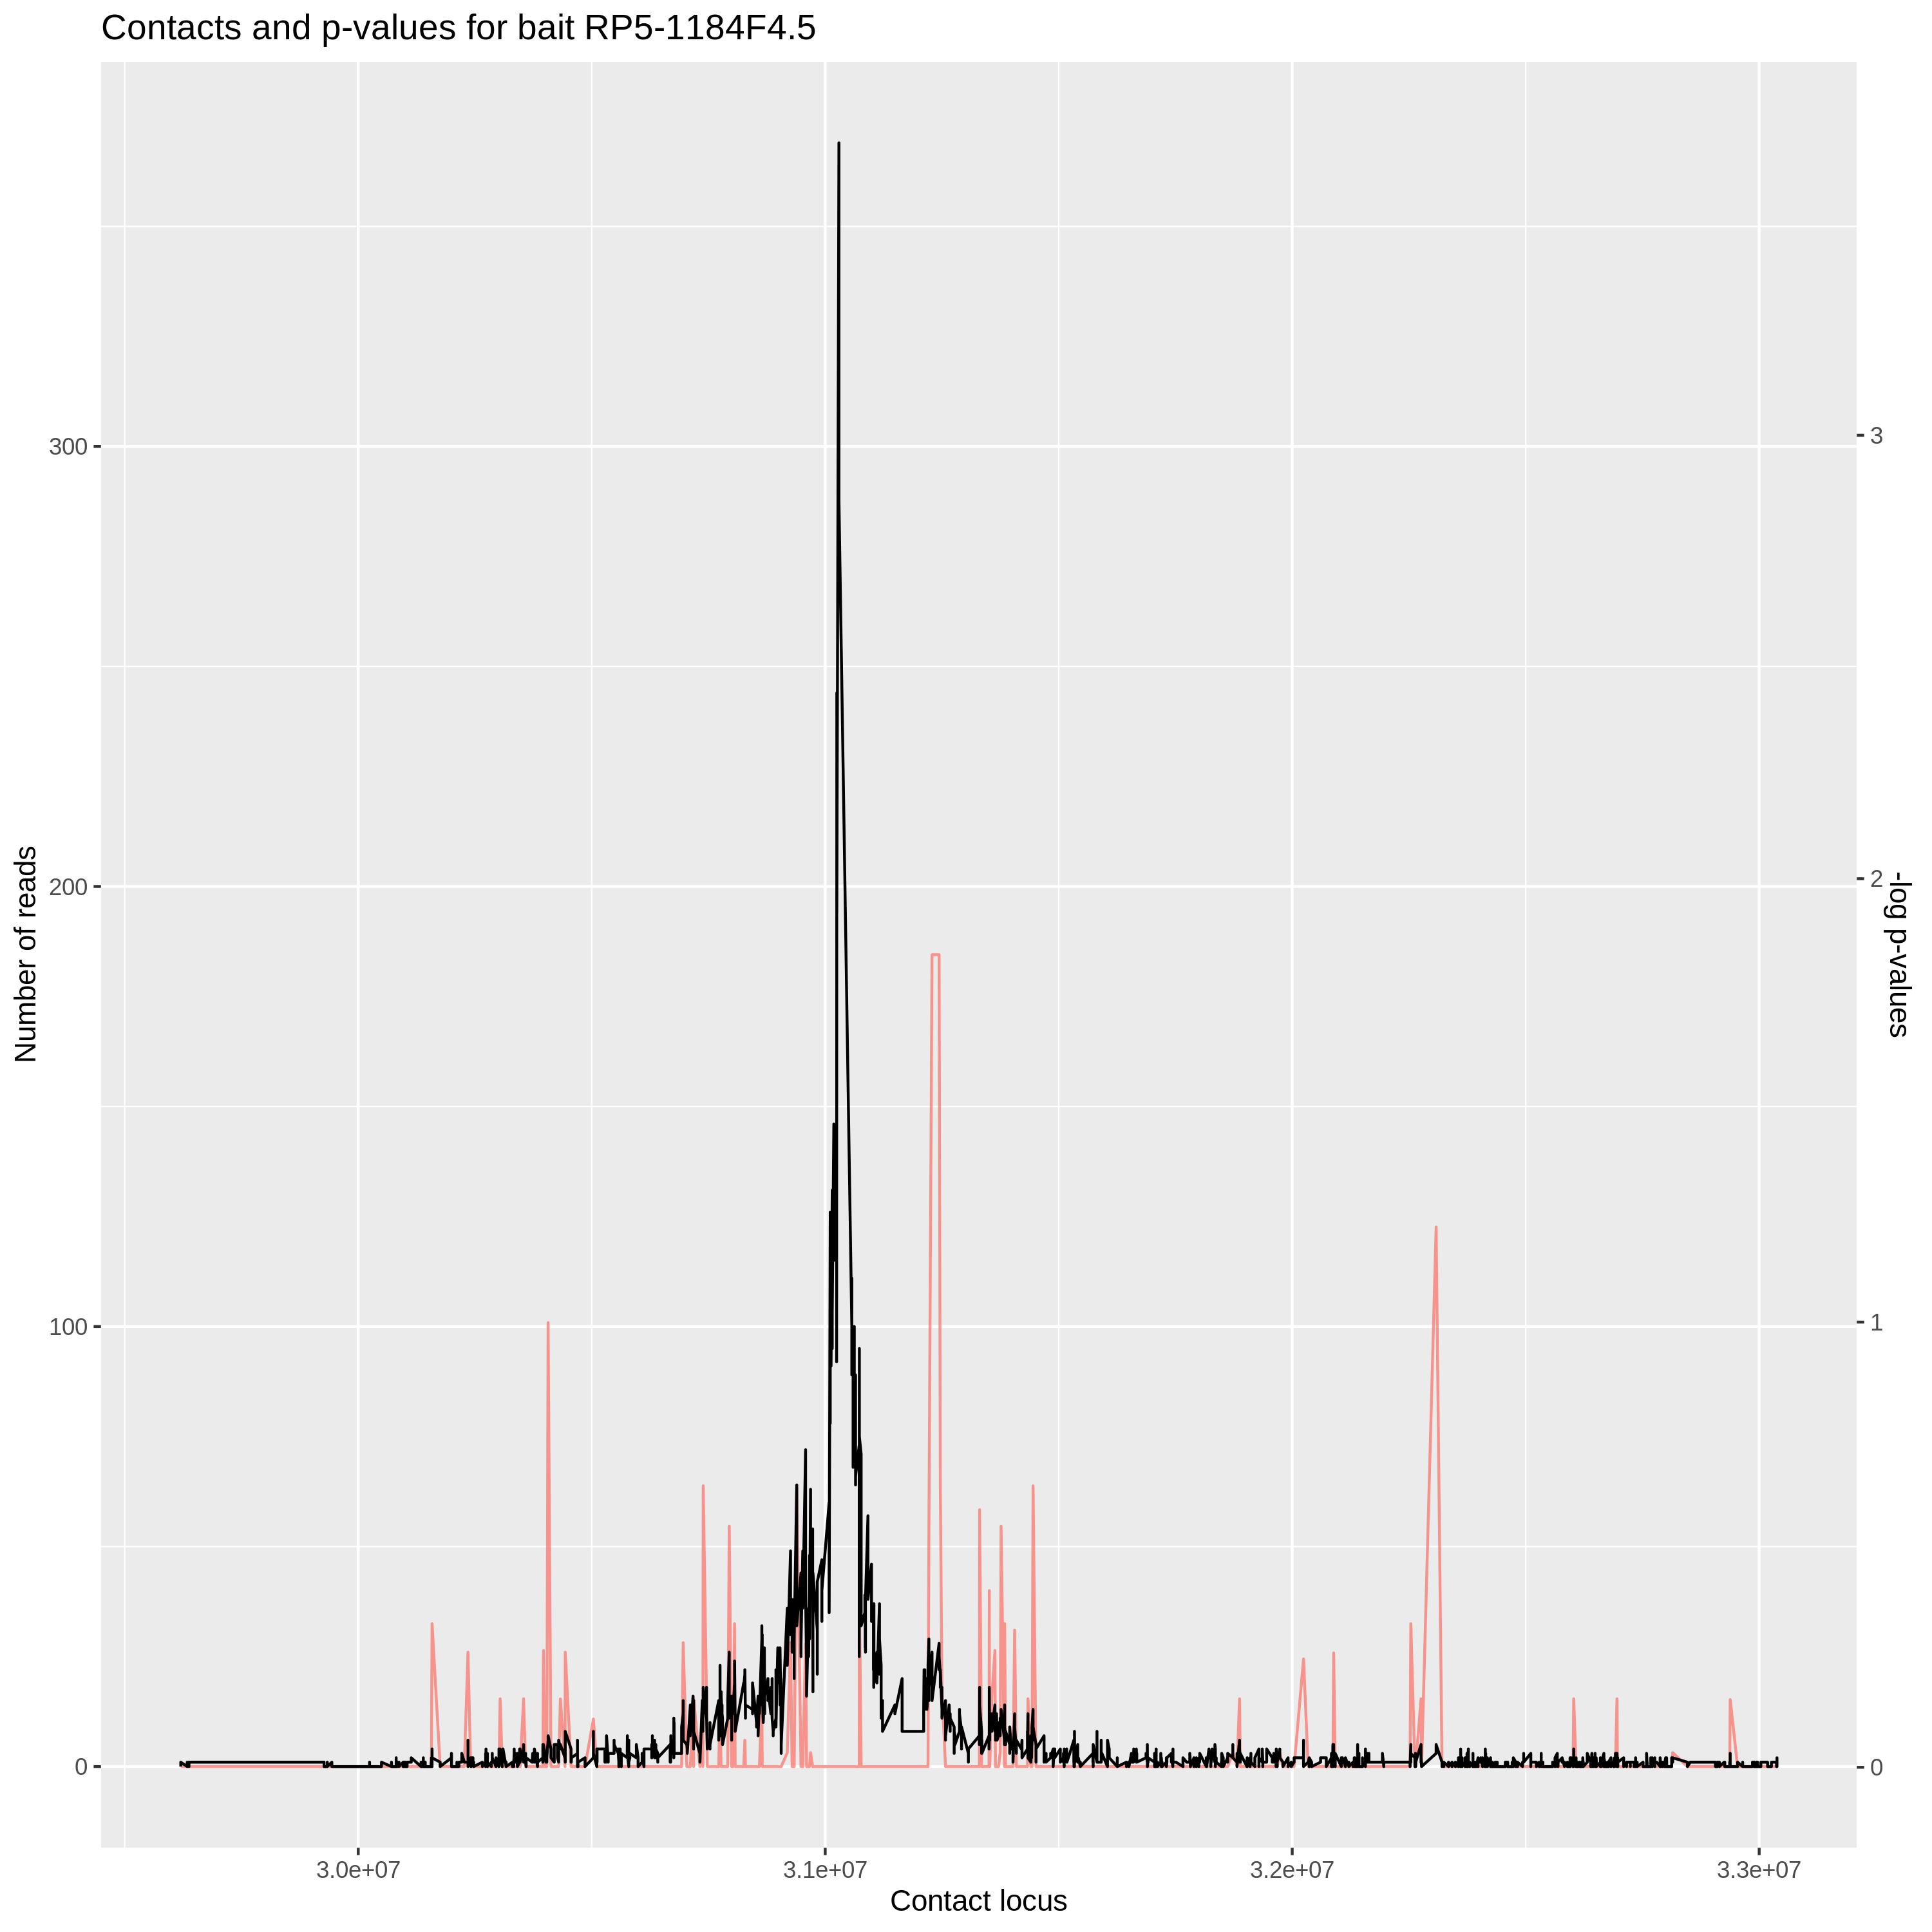 Contacts and p-values for bait RP5-1184F4.5
Number of reads
300
200
100
0
3
2
1
0
-log p-values
3.0e+07
3.1e+07
3.2e+07
3.3e+07
Contact locus